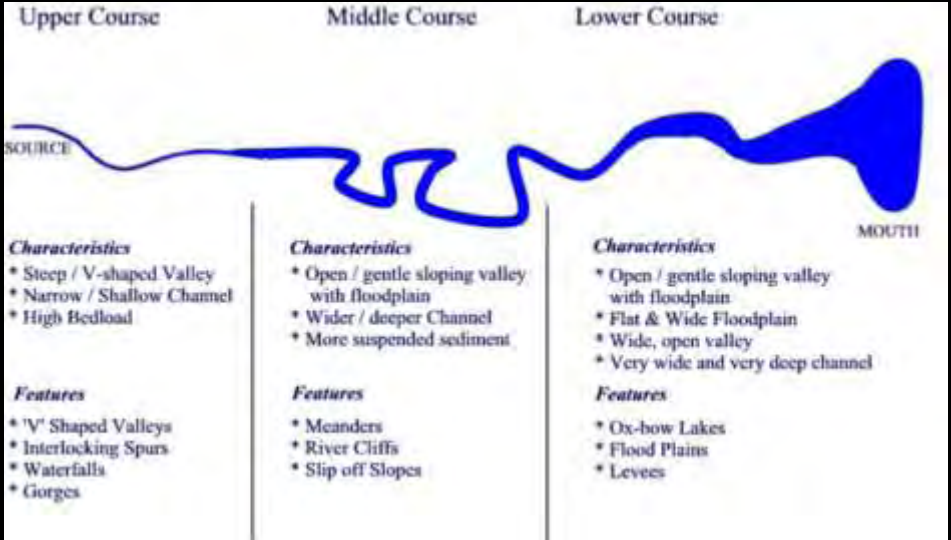 Upper Course
Middle Course
Lower Course
SOURCE
MOUTH
Characteristics
* Steep / V-shaped Valley
* Narrow / Shallow Channel
* High Bedload
Features
* 'V' Shaped Valleys
* Interlocking Spurs
* Waterfalls
* Gorges
Characteristics
* Open / gentle sloping valley
with floodplain
* Wider / deeper Channel
* More suspended sediment
Features
* Meanders
* River Cliffs
* Slip off Slopes
Characteristics
* Open / gentle sloping valley
with floodplain
* Flat & Wide Floodplain
* Wide, open valley
* Very wide and very deep channel
Features
* Ox-bow Lakes
* Flood Plains
* Levees